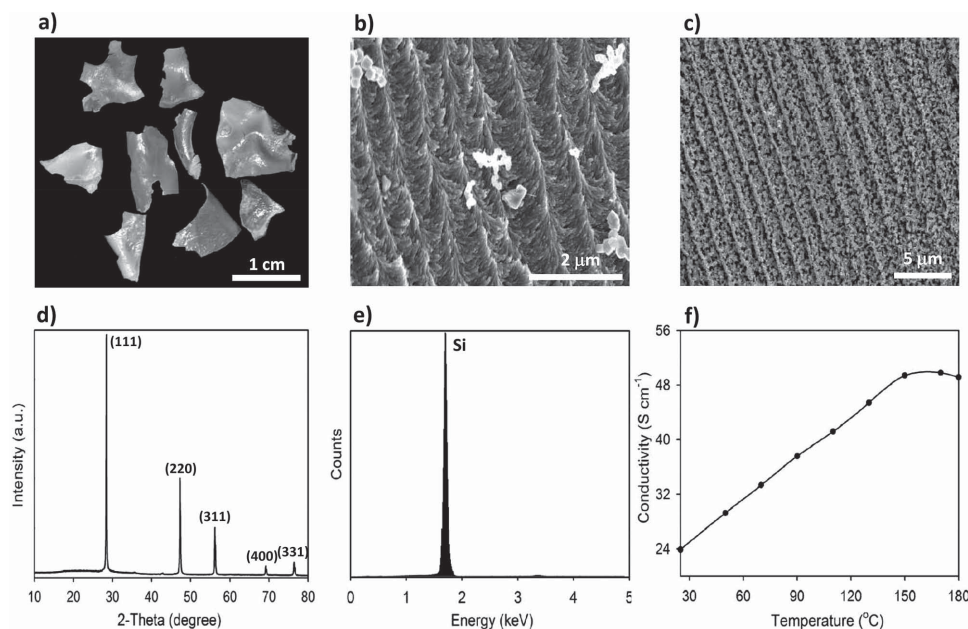 a)
b)
c)
1 cm
2 µm
5 µm
d)
e)
f)
(111)
(220)
(311)
(400)
(331)
Intensity (a.u.)
10 20 30 40 50 60 70 80
2-Theta (degree)
Si
Counts
0 1 2 3 4 5
Energy (keV)
56
48
40
32
24
Conductivity (S cm⁻¹)
30 60 90 120 150 180
Temperature (°C)